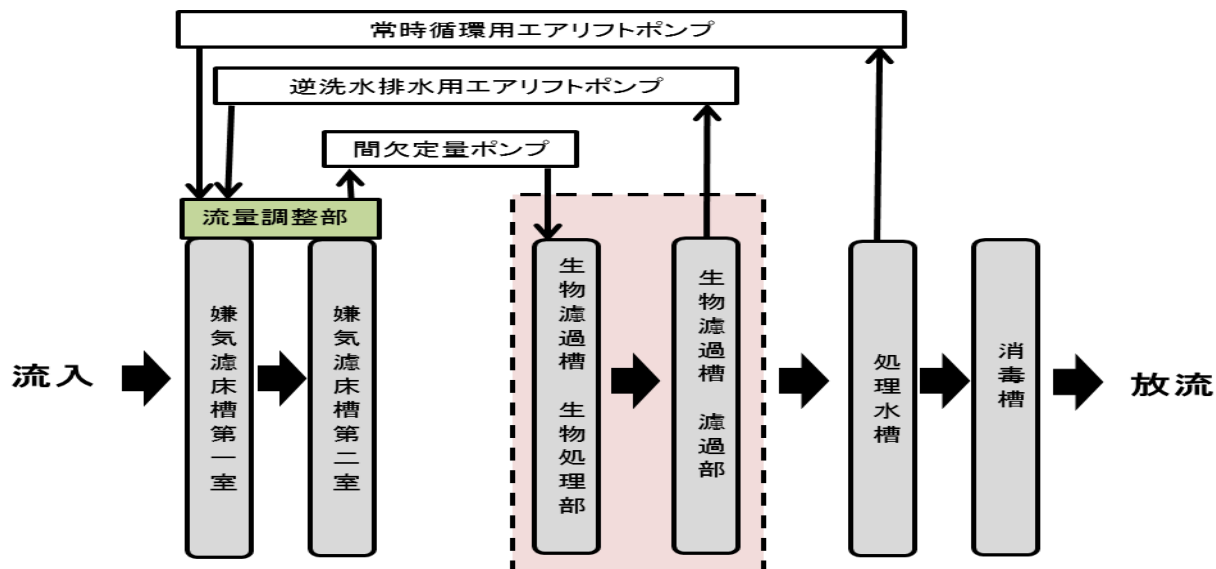 常時循環用エアリフトポンプ
逆洗水排水用エアリフトポンプ
間欠定量ポンプ
流量調整部
流入
嫌気濾床槽第一室
嫌気濾床槽第二室
生物濾過槽 生物処理部
生物濾過槽 濾過部
処理水槽
消毒槽
放流